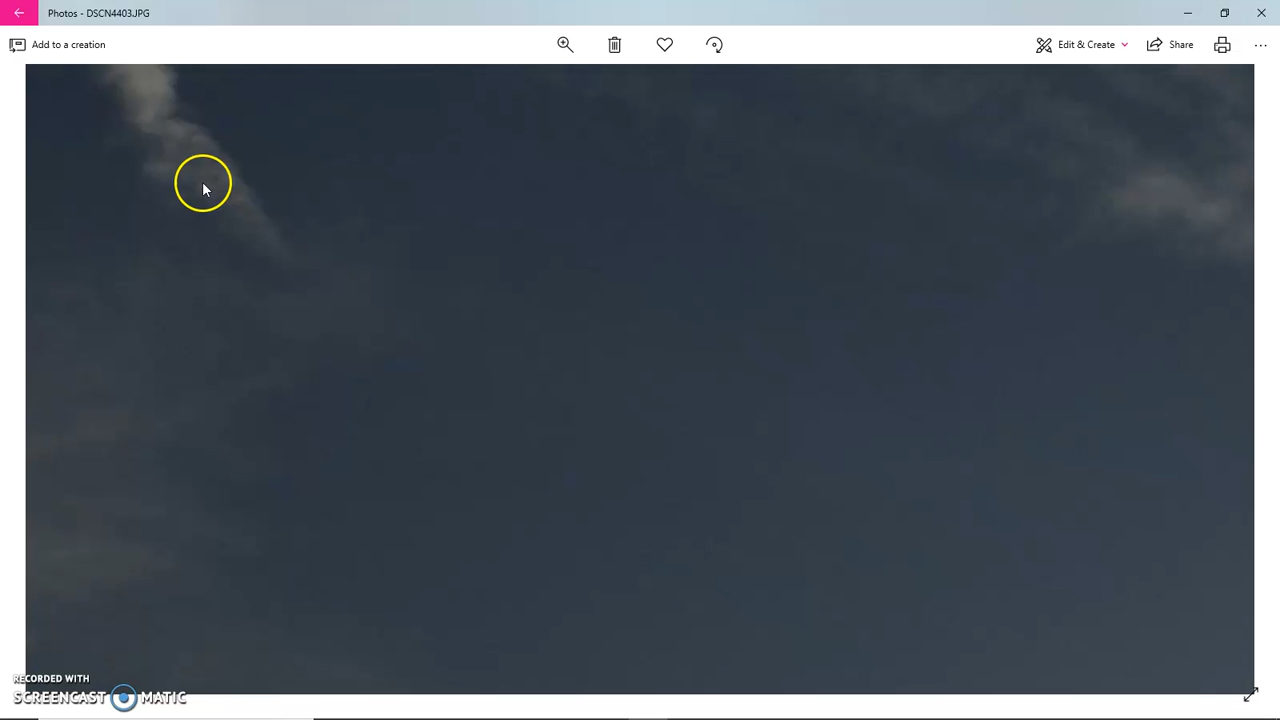 Photos - DSCN4403.JPG
Add to a creation
Edit & Create
Share
RECORDED WITH
SCREENCAST MATIC